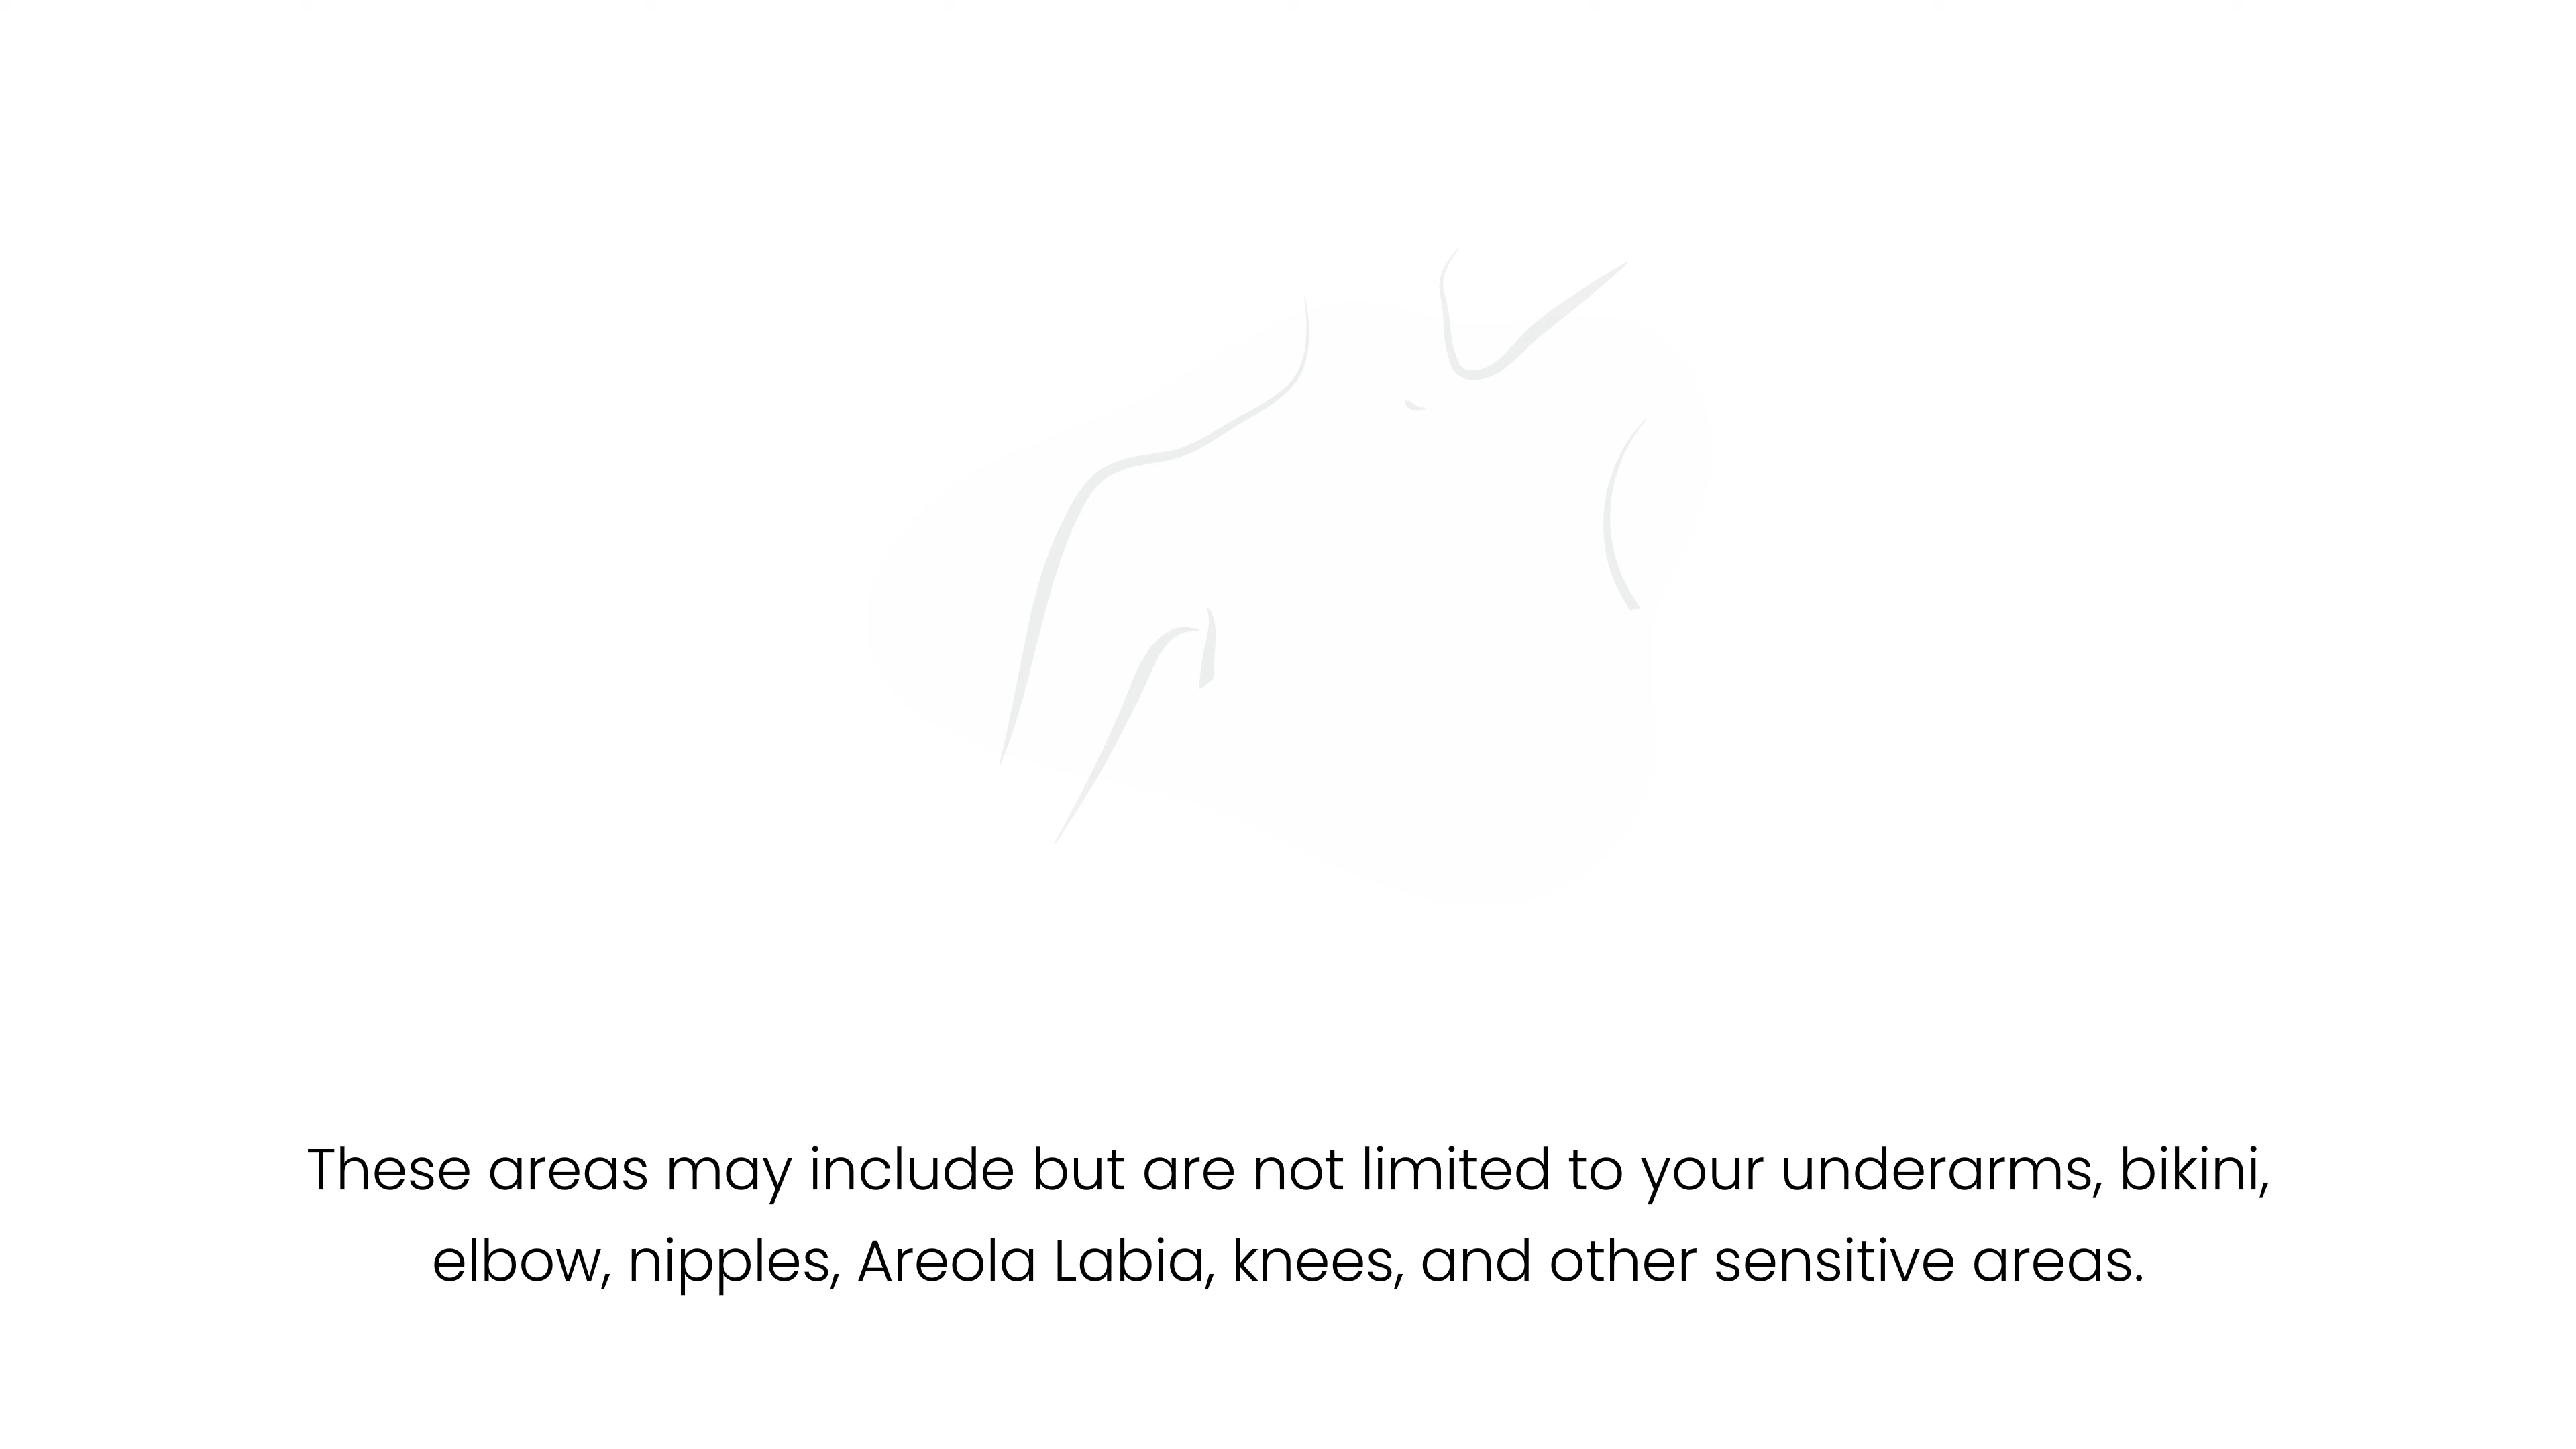 These areas may include but are not limited to your underarms, bikini,
elbow, nipples, Areola Labia, knees, and other sensitive areas.